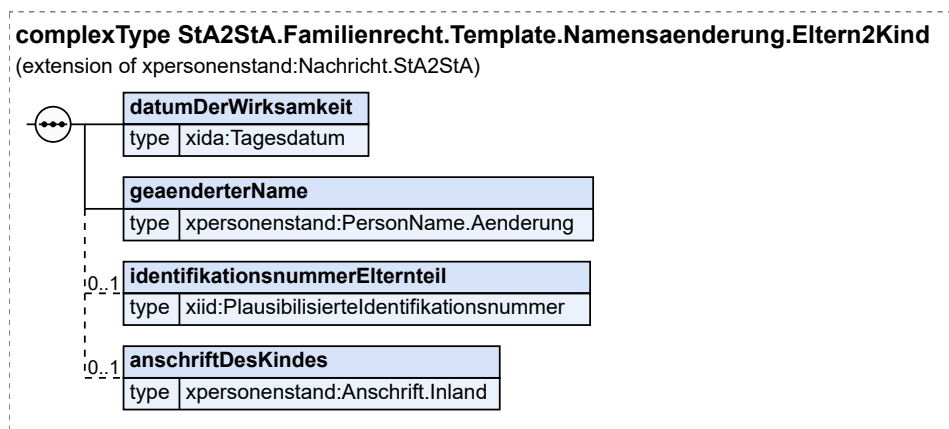 complexType StA2StA.Familienrecht.Template.Namensaenderung.Eltern2Kind
(extension of xpersonenstand:Nachricht.StA2StA)
datumDerWirksamkeit
type xida:Tagesdatum
geaenderterName
type xpersonenstand:PersonName.Aenderung
0..1 identifikationsnummerElternteil
type xiid:PlausibilisierteIdentifikationsnummer
0..1 anschriftDesKindes
type xpersonenstand:Anschrift.Inland